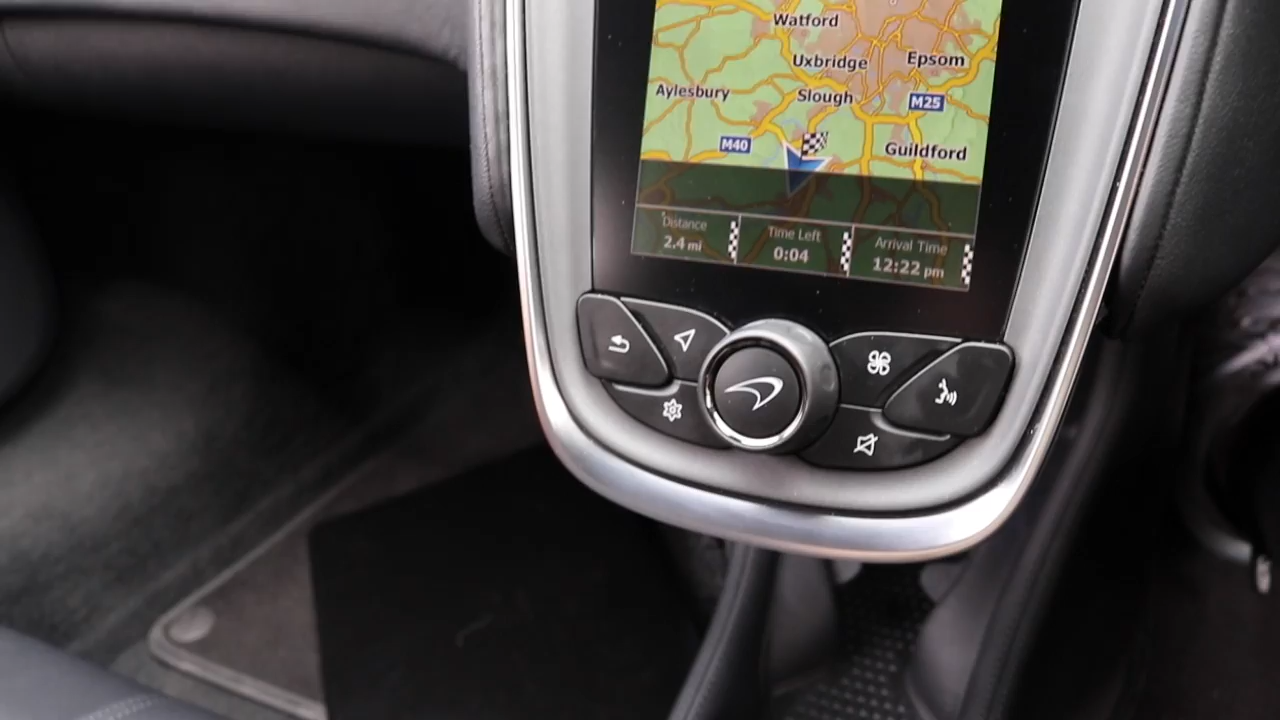 Watford
Uxbridge
Epsom
Aylesbury
Slough
M25
M40
Guildford
Distance
2.4 mi
Time Left
0:04
Arrival Time
12:22 pm